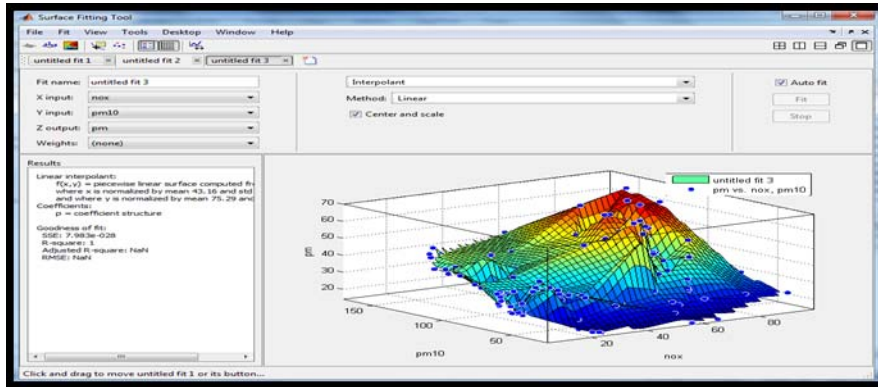 Surface Fitting Tool
File Fit View Tools Desktop Window Help
untitled fit 1 untitled fit 2 untitled fit 3
Fit name: untitled fit 3
X input: nox
Y input: pm10
Z output: pm
Weights: (none)
Interpolant
Method: Linear
Center and scale
Auto fit
Fit
Stop
Results
Linear interpolant:
f(x,y) = piecewise linear surface computed fr
where x is normalized by mean 43.16 and std
and where y is normalized by mean 75.29 and
Coefficients:
p = coefficient structure
Goodness of fit:
SSE: 7.983e-028
R-square: 1
Adjusted R-square: NaN
RMSE: NaN
untitled fit 3
pm vs. nox, pm10
70
60
50
40
30
20
pm
150
100
50
pm10
20
40
60
80
nox
Click and drag to move untitled fit 1 or its button...